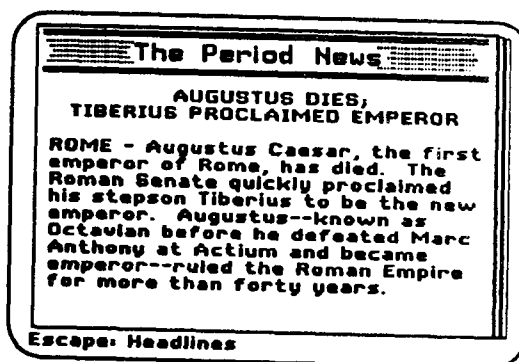 The Period News
AUGUSTUS DIES,
TIBERIUS PROCLAIMED EMPEROR
ROME - Augustus Caesar, the first
emperor of Rome, has died. The
Roman Senate quickly proclaimed
his stepson Tiberius to be the new
emperor. Augustus--known as
Octavian before he defeated Marc
Anthony at Actium and became
emperor--ruled the Roman Empire
for more than forty years.
Escape: Headlines